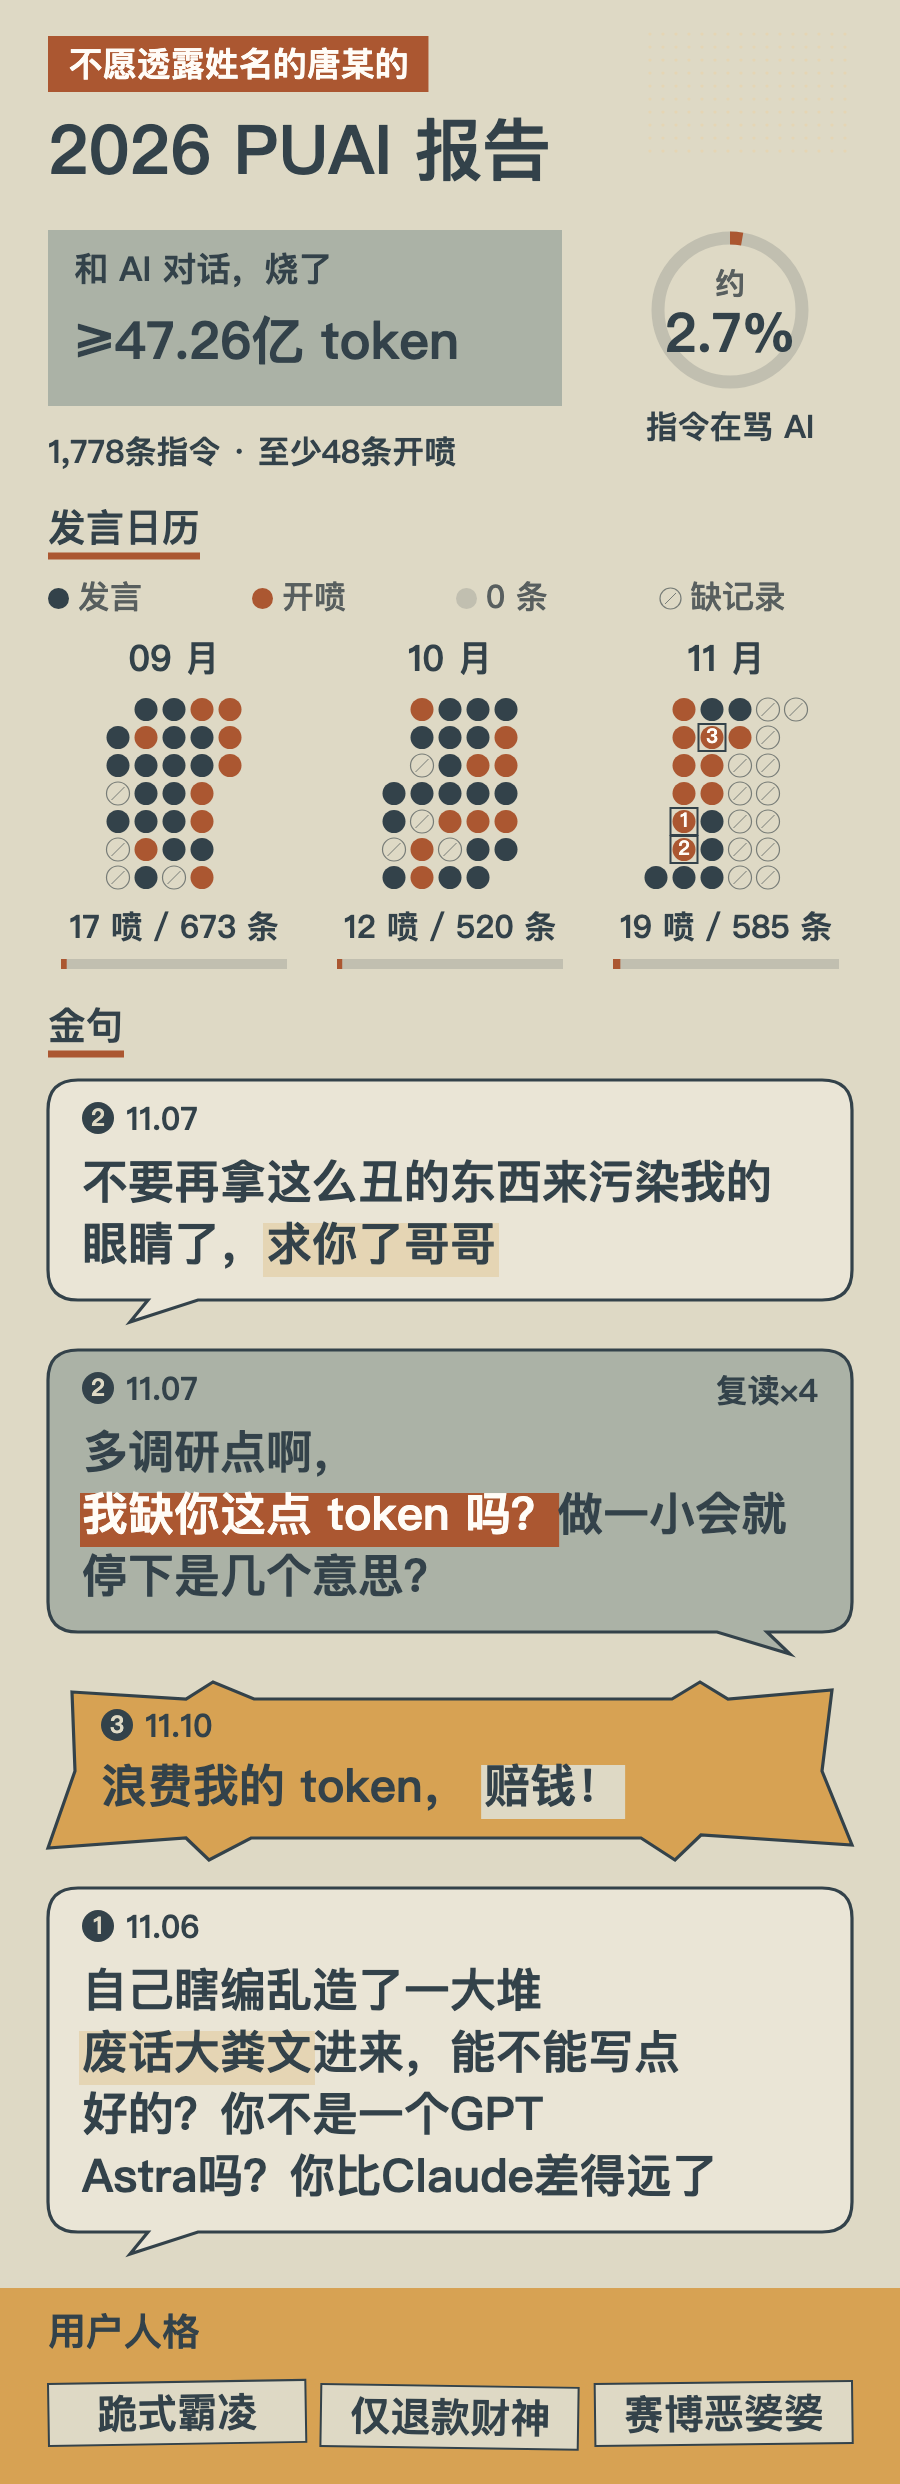 不愿透露姓名的唐某的
2026 PUAI 报告
和 AI 对话，烧了
≥47.26亿 token
约
2.7%
指令在骂 AI
1,778条指令 · 至少48条开喷
发言日历
发言
开喷
0 条
缺记录
09 月
10 月
11 月
3
1
2
17 喷 / 673 条
12 喷 / 520 条
19 喷 / 585 条
金句
2 11.07
不要再拿这么丑的东西来污染我的
眼睛了，求你了哥哥
2 11.07
复读×4
多调研点啊，
我缺你这点 token 吗？做一小会就
停下是几个意思？
3 11.10
浪费我的 token， 赔钱！
1 11.06
自己瞎编乱造了一大堆
废话大粪文进来，能不能写点
好的？你不是一个GPT
Astra吗？你比Claude差得远了
用户人格
跪式霸凌
仅退款财神
赛博恶婆婆